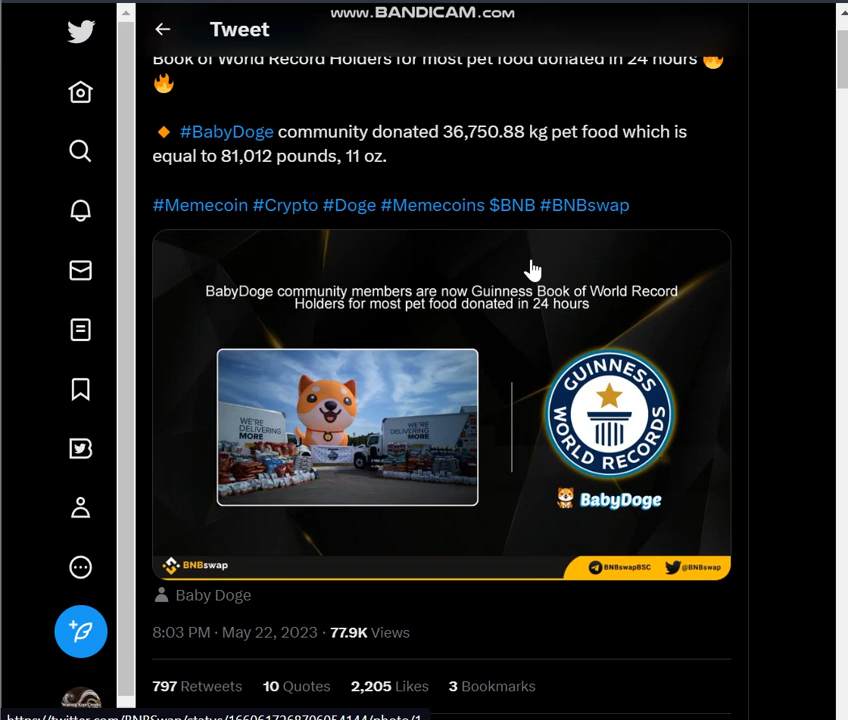 www.BANDICAM.com
Tweet
Book of World Record Holders for most pet food donated in 24 hours 🔥
🔥
🔸 #BabyDoge community donated 36,750.88 kg pet food which is
equal to 81,012 pounds, 11 oz.
#Memecoin #Crypto #Doge #Memecoins $BNB #BNBswap
BabyDoge community members are now Guinness Book of World Record
Holders for most pet food donated in 24 hours
WE'RE
DELIVERING
MORE
WE'RE
DELIVERING
MORE
GUINNESS
WORLD RECORDS
BabyDoge
BNBswap
BNBswapBSC
@BNBswap
Baby Doge
8:03 PM · May 22, 2023 · 77.9K Views
797 Retweets 10 Quotes 2,205 Likes 3 Bookmarks